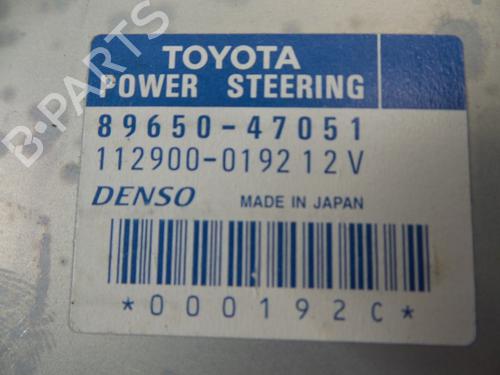 B-PARTS
TOYOTA
POWER STEERING
89650-47051
112900-0192 12V
DENSO MADE IN JAPAN
*000192C*